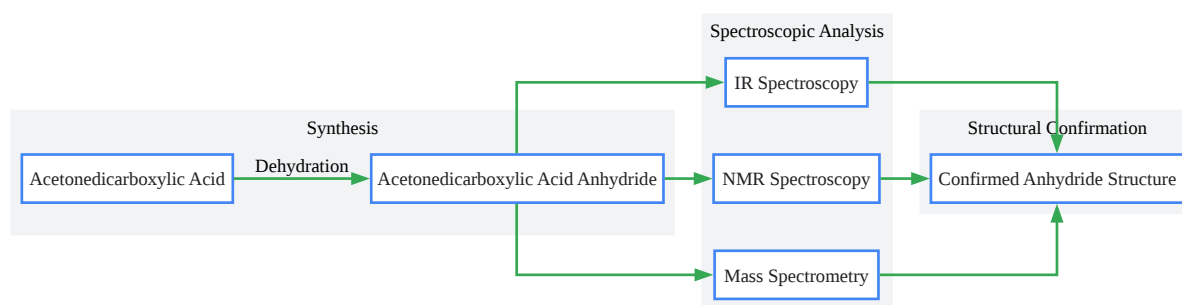 Spectroscopic Analysis
IR Spectroscopy
Synthesis
Structural Confirmation
Dehydration
Acetonedicarboxylic Acid
Acetonedicarboxylic Acid Anhydride
NMR Spectroscopy
Confirmed Anhydride Structure
Mass Spectrometry